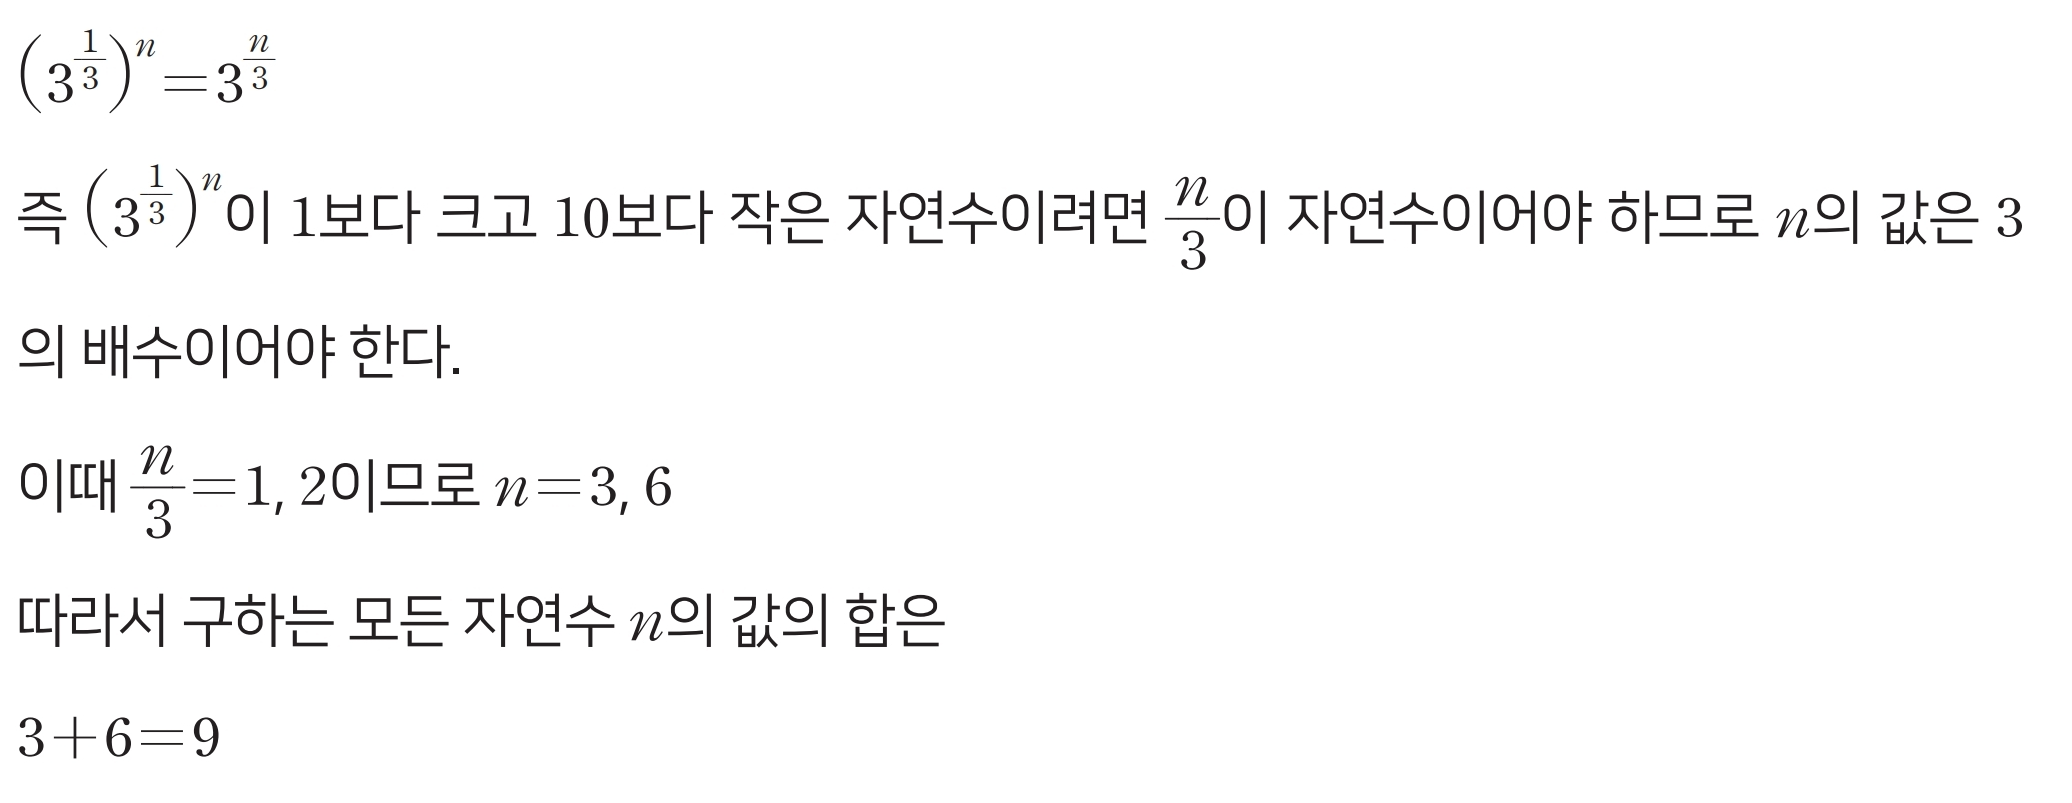 (3^{\frac{1}{3}})^n=3^{\frac{n}{3}}
즉 (3^{\frac{1}{3}})^n이 1보다 크고 10보다 작은 자연수이려면 \frac{n}{3}이 자연수이어야 하므로 n의 값은 3
의 배수이어야 한다.
이때 \frac{n}{3}=1, 2이므로 n=3, 6
따라서 구하는 모든 자연수 n의 값의 합은
3+6=9